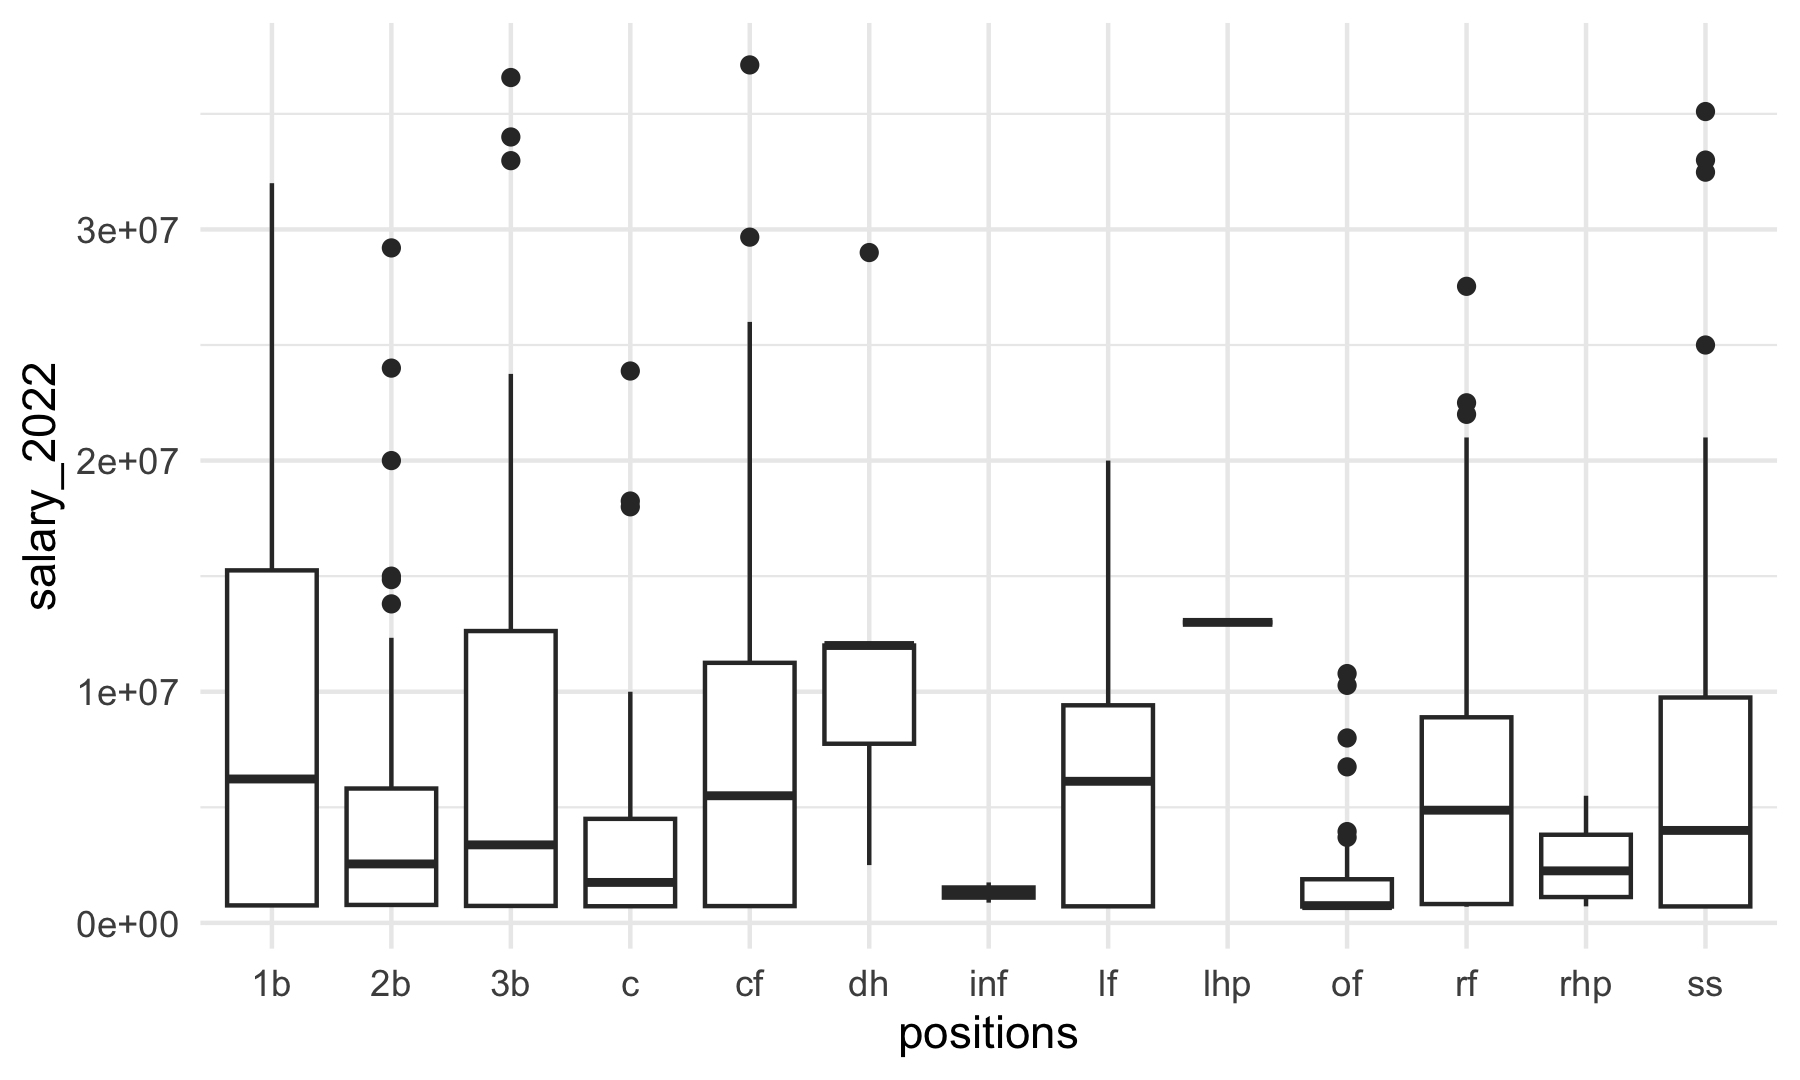 salary_2022
3e+07
2e+07
1e+07
0e+00
1b 2b 3b c cf dh inf lf lhp of rf rhp ss
positions